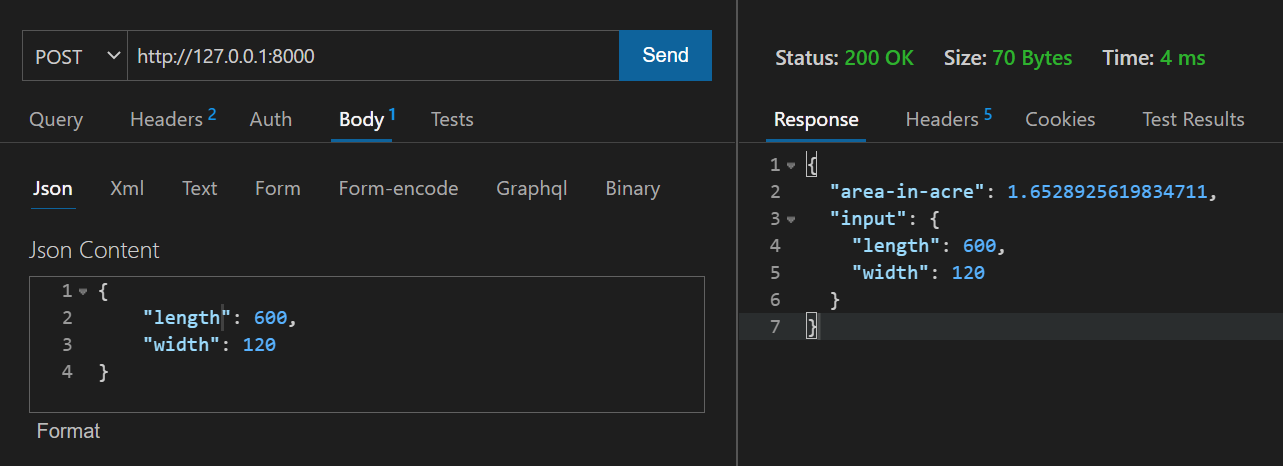 POST http://127.0.0.1:8000 Send
Query Headers 2 Auth Body 1 Tests
Json Xml Text Form Form-encode Graphql Binary
Json Content
1 {
2 "length": 600,
3 "width": 120
4 }
Format
Status: 200 OK Size: 70 Bytes Time: 4 ms
Response Headers 5 Cookies Test Results
1 {
2 "area-in-acre": 1.6528925619834711,
3 "input": {
4 "length": 600,
5 "width": 120
6 }
7 }